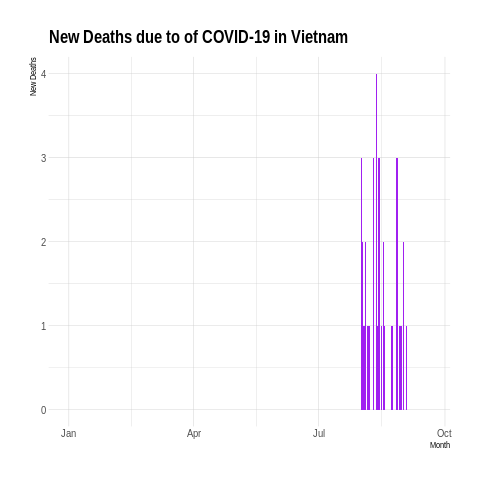 New Deaths due to of COVID-19 in Vietnam
New Deaths
4
3
2
1
0
Jan Apr Jul Oct
Month